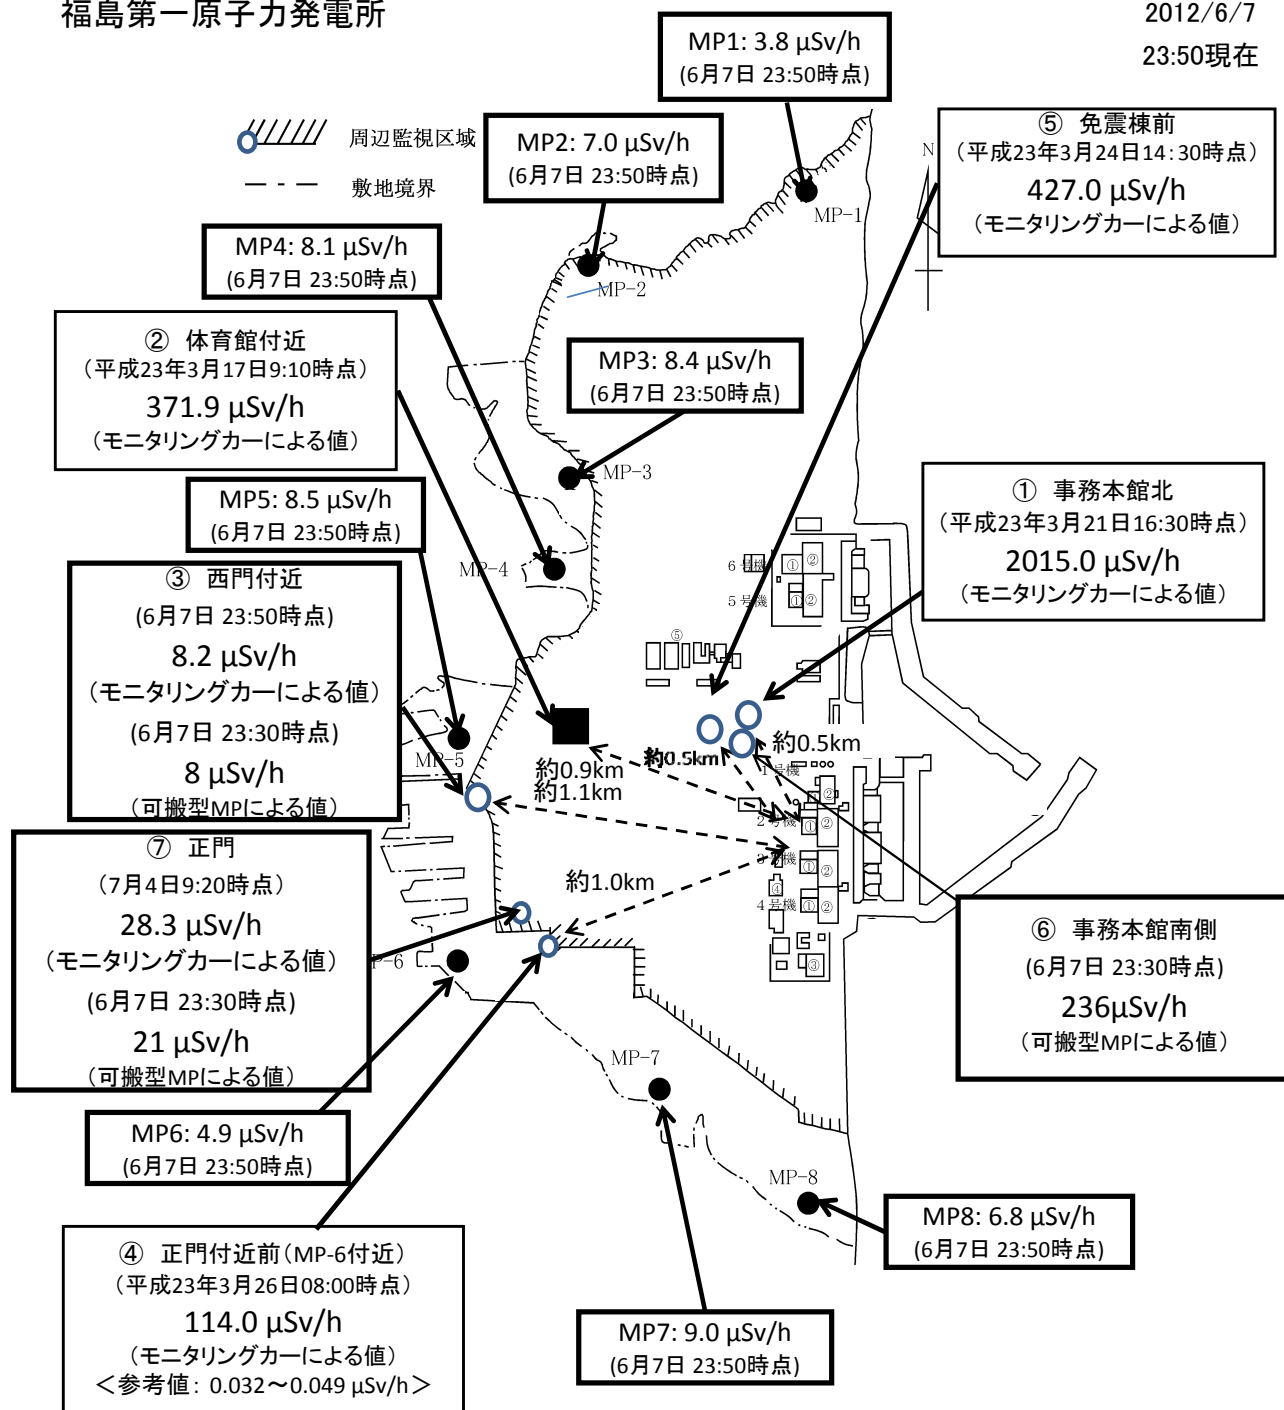 福島第一原子力発電所
2012/6/7
23:50現在
周辺監視区域
敷地境界
MP1: 3.8 μSv/h
(6月7日 23:50時点)
MP2: 7.0 μSv/h
(6月7日 23:50時点)
⑤ 免震棟前
(平成23年3月24日14:30時点)
427.0 μSv/h
(モニタリングカーによる値)
N
MP-1
MP4: 8.1 μSv/h
(6月7日 23:50時点)
MP-2
② 体育館付近
(平成23年3月17日9:10時点)
371.9 μSv/h
(モニタリングカーによる値)
MP3: 8.4 μSv/h
(6月7日 23:50時点)
MP-3
MP5: 8.5 μSv/h
(6月7日 23:50時点)
① 事務本館北
(平成23年3月21日16:30時点)
2015.0 μSv/h
(モニタリングカーによる値)
MP-4
6号機
① ②
5号機
① ②
⑤
③ 西門付近
(6月7日 23:50時点)
8.2 μSv/h
(モニタリングカーによる値)
(6月7日 23:30時点)
8 μSv/h
(可搬型MPによる値)
MP-5
約0.9km
約1.1km
約0.5km
約0.5km
1号機
① ②
2号機
① ②
3号機
① ②
④
4号機
① ②
③
約1.0km
⑦ 正門
(7月4日9:20時点)
28.3 μSv/h
(モニタリングカーによる値)
(6月7日 23:30時点)
21 μSv/h
(可搬型MPによる値)
P-6
⑥ 事務本館南側
(6月7日 23:30時点)
236μSv/h
(可搬型MPによる値)
MP-7
MP6: 4.9 μSv/h
(6月7日 23:50時点)
MP-8
MP8: 6.8 μSv/h
(6月7日 23:50時点)
④ 正門付近前(MP-6付近)
(平成23年3月26日08:00時点)
114.0 μSv/h
(モニタリングカーによる値)
<参考値: 0.032～0.049 μSv/h>
MP7: 9.0 μSv/h
(6月7日 23:50時点)